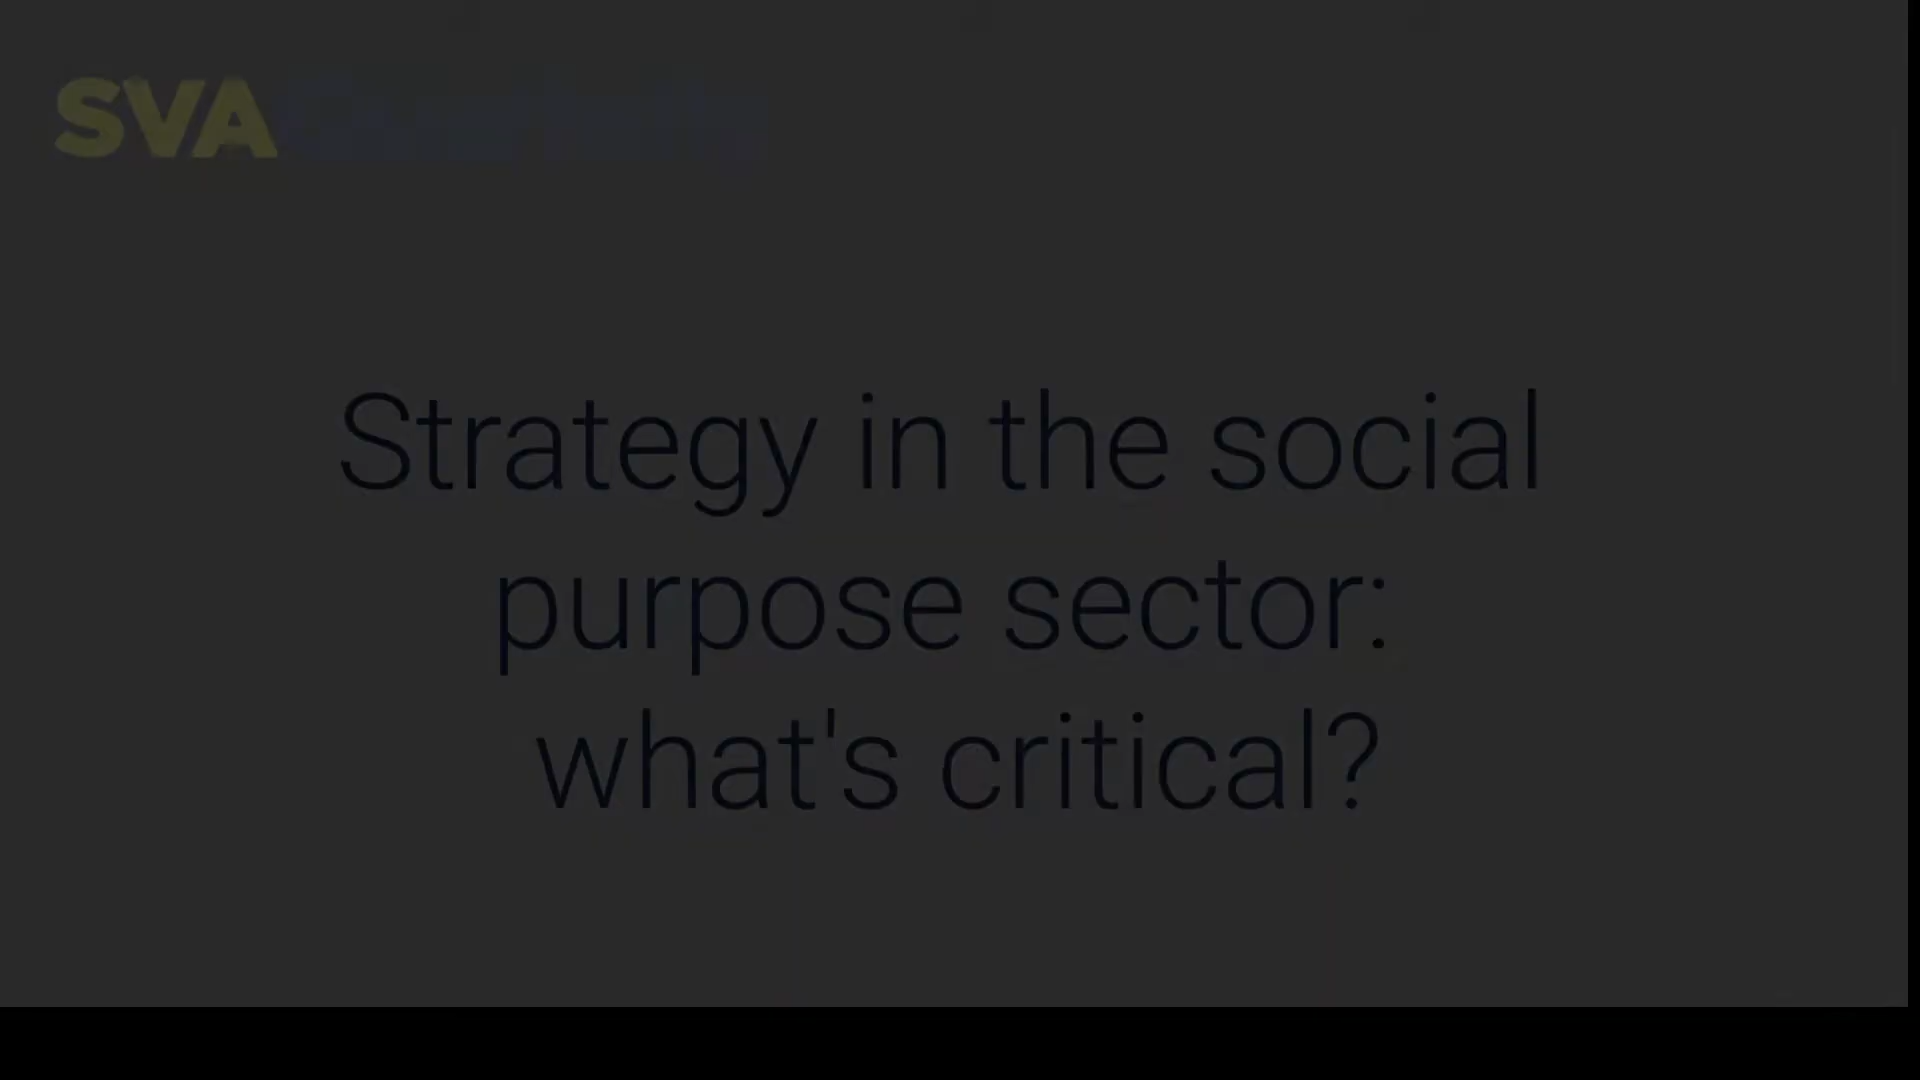 SVA
Strategy in the social
purpose sector:
what's critical?